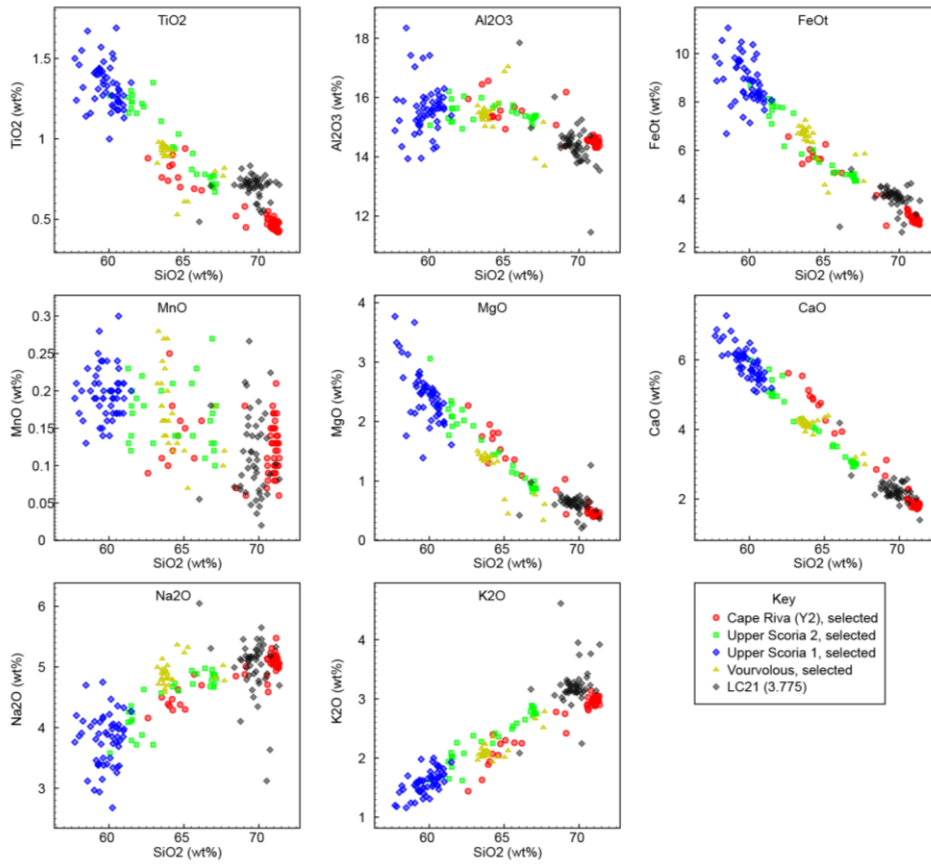 TiO2
1.5
1
0.5
TiO2 (wt%)
60 65 70
SiO2 (wt%)
Al2O3
18
16
14
12
Al2O3 (wt%)
60 65 70
SiO2 (wt%)
FeOt
10
8
6
4
2
FeOt (wt%)
60 65 70
SiO2 (wt%)
MnO
0.3
0.25
0.2
0.15
0.1
0.05
0
MnO (wt%)
60 65 70
SiO2 (wt%)
MgO
4
3
2
1
0
MgO (wt%)
60 65 70
SiO2 (wt%)
CaO
6
4
2
CaO (wt%)
60 65 70
SiO2 (wt%)
Na2O
6
5
4
3
Na2O (wt%)
60 65 70
SiO2 (wt%)
K2O
4
3
2
1
K2O (wt%)
60 65 70
SiO2 (wt%)
Key
Cape Riva (Y2), selected
Upper Scoria 2, selected
Upper Scoria 1, selected
Vourvolous, selected
LC21 (3.775)